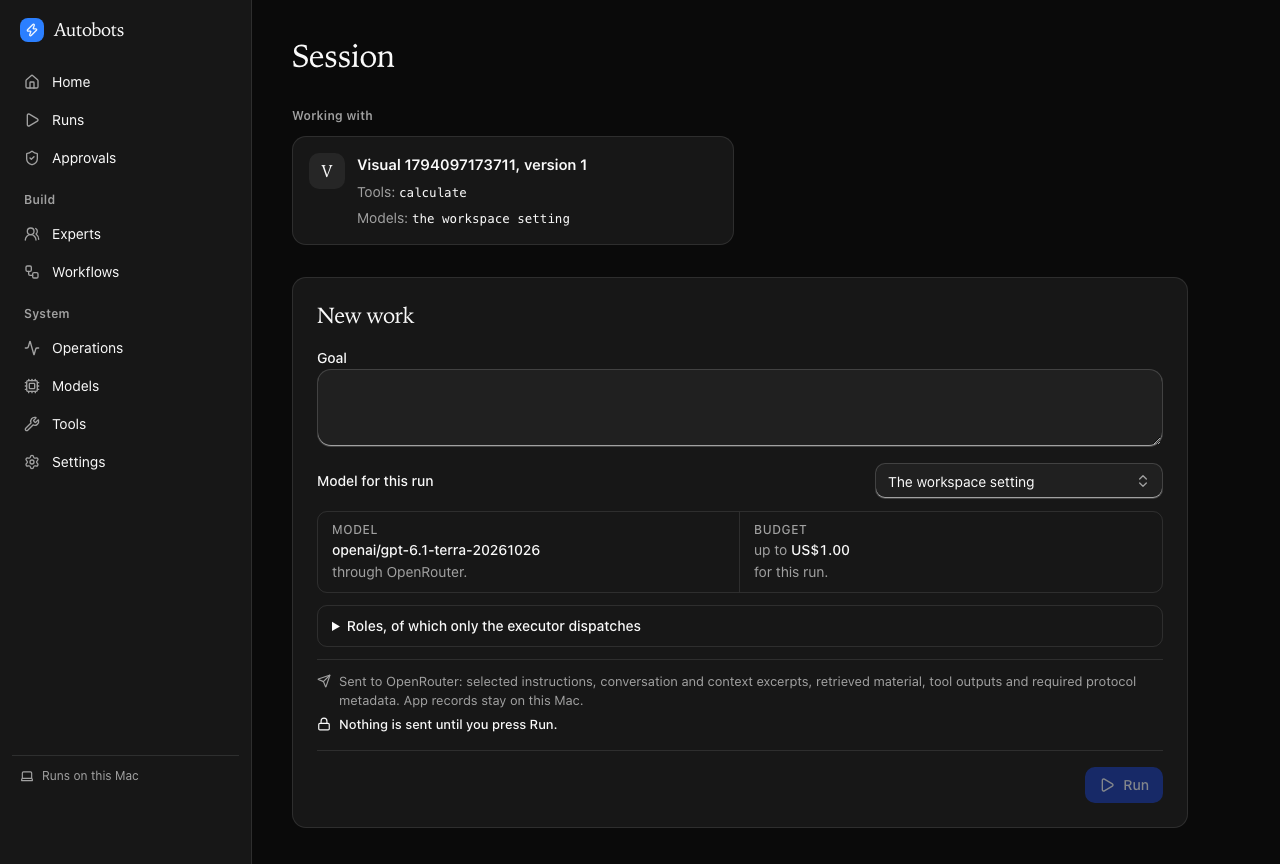 Autobots
Home
Runs
Approvals
Build
Experts
Workflows
System
Operations
Models
Tools
Settings
Runs on this Mac
Session
Working with
V
Visual 1794097173711, version 1
Tools: calculate
Models: the workspace setting
New work
Goal
Model for this run
The workspace setting
MODEL
openai/gpt-6.1-terra-20261026
through OpenRouter.
BUDGET
up to US$1.00
for this run.
Roles, of which only the executor dispatches
Sent to OpenRouter: selected instructions, conversation and context excerpts, retrieved material, tool outputs and required protocol
metadata. App records stay on this Mac.
Nothing is sent until you press Run.
Run